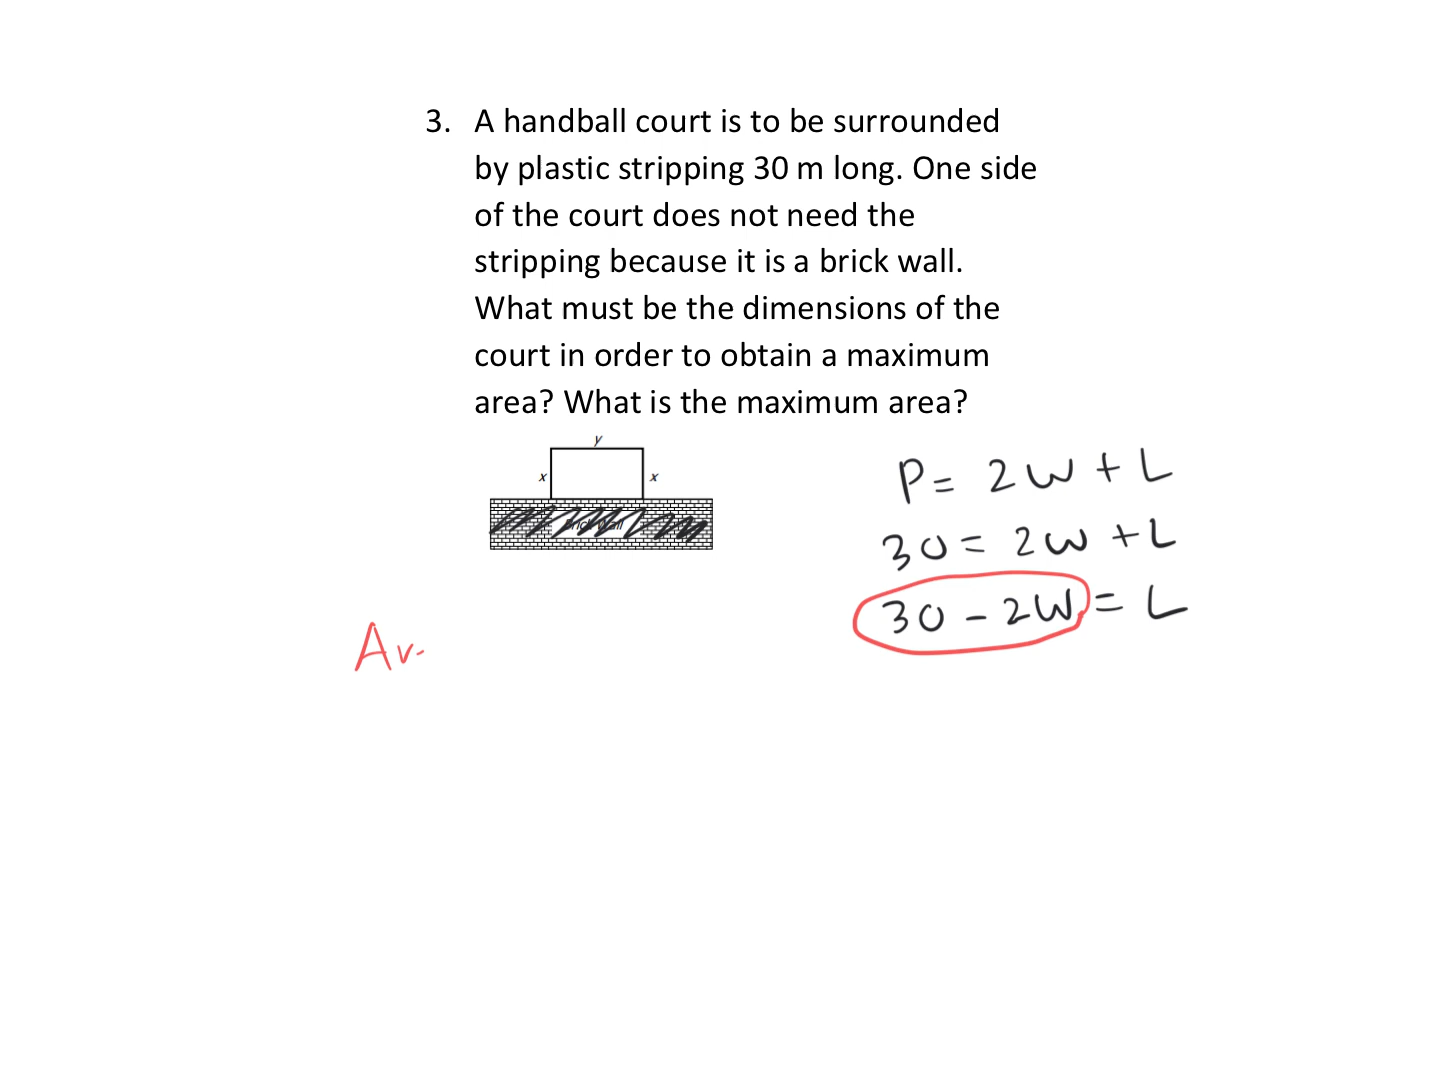 3. A handball court is to be surrounded
by plastic stripping 30 m long. One side
of the court does not need the
stripping because it is a brick wall.
What must be the dimensions of the
court in order to obtain a maximum
area? What is the maximum area?
y
x x
P= 2W+L
30= 2W+L
30-2W= L